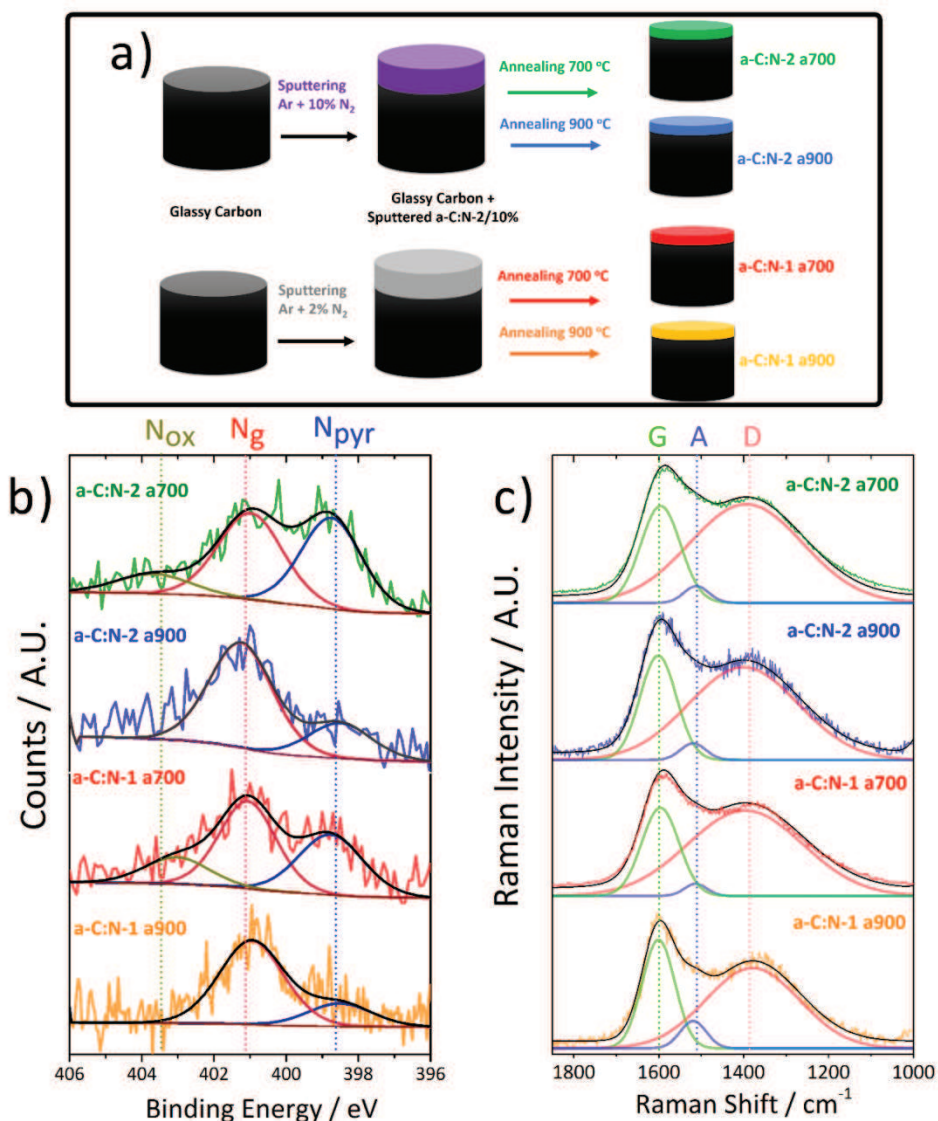 a)
Sputtering
Ar + 10% N₂
Annealing 700 °C
Annealing 900 °C
a-C:N-2 a700
a-C:N-2 a900
Glassy Carbon
Glassy Carbon +
Sputtered a-C:N-2/10%
Sputtering
Ar + 2% N₂
Annealing 700 °C
Annealing 900 °C
a-C:N-1 a700
a-C:N-1 a900
b)
Nox Ng Npyr
a-C:N-2 a700
a-C:N-2 a900
a-C:N-1 a700
a-C:N-1 a900
Counts / A.U.
406 404 402 400 398 396
Binding Energy / eV
c)
G A D
a-C:N-2 a700
a-C:N-2 a900
a-C:N-1 a700
a-C:N-1 a900
Raman Intensity / A.U.
1800 1600 1400 1200 1000
Raman Shift / cm⁻¹